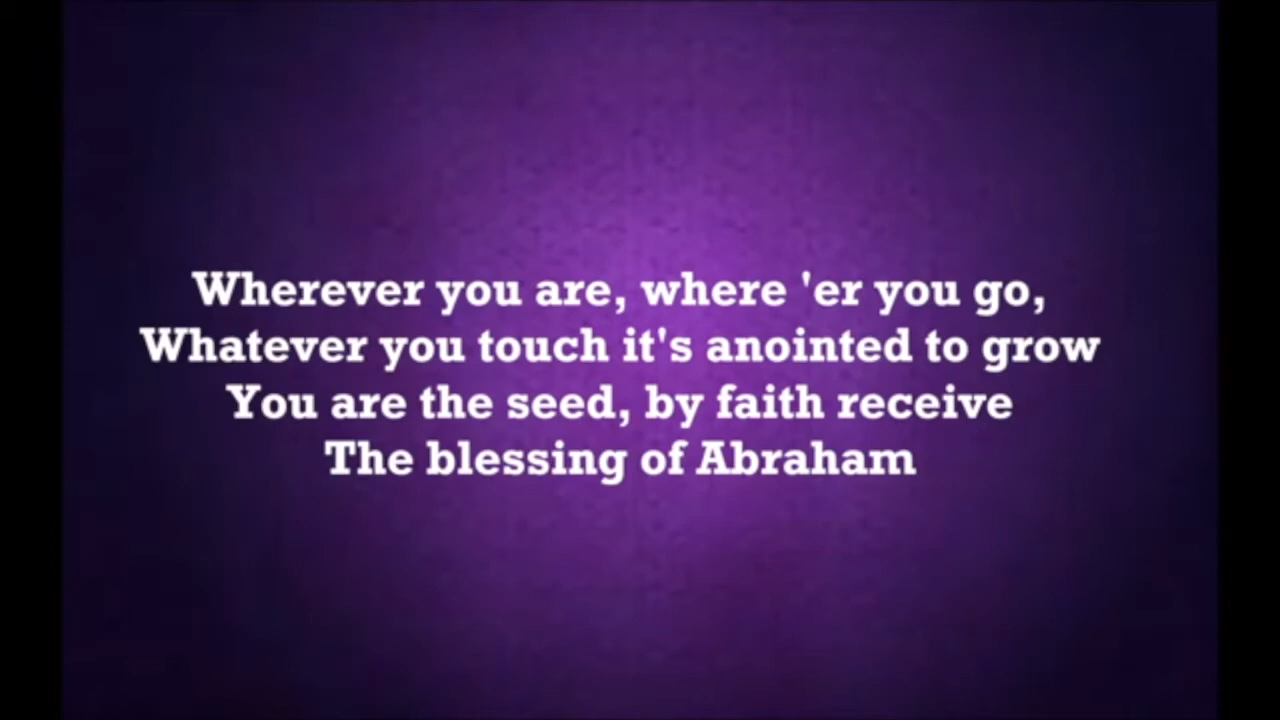 Wherever you are, where 'er you go,
Whatever you touch it's anointed to grow
You are the seed, by faith receive
The blessing of Abraham